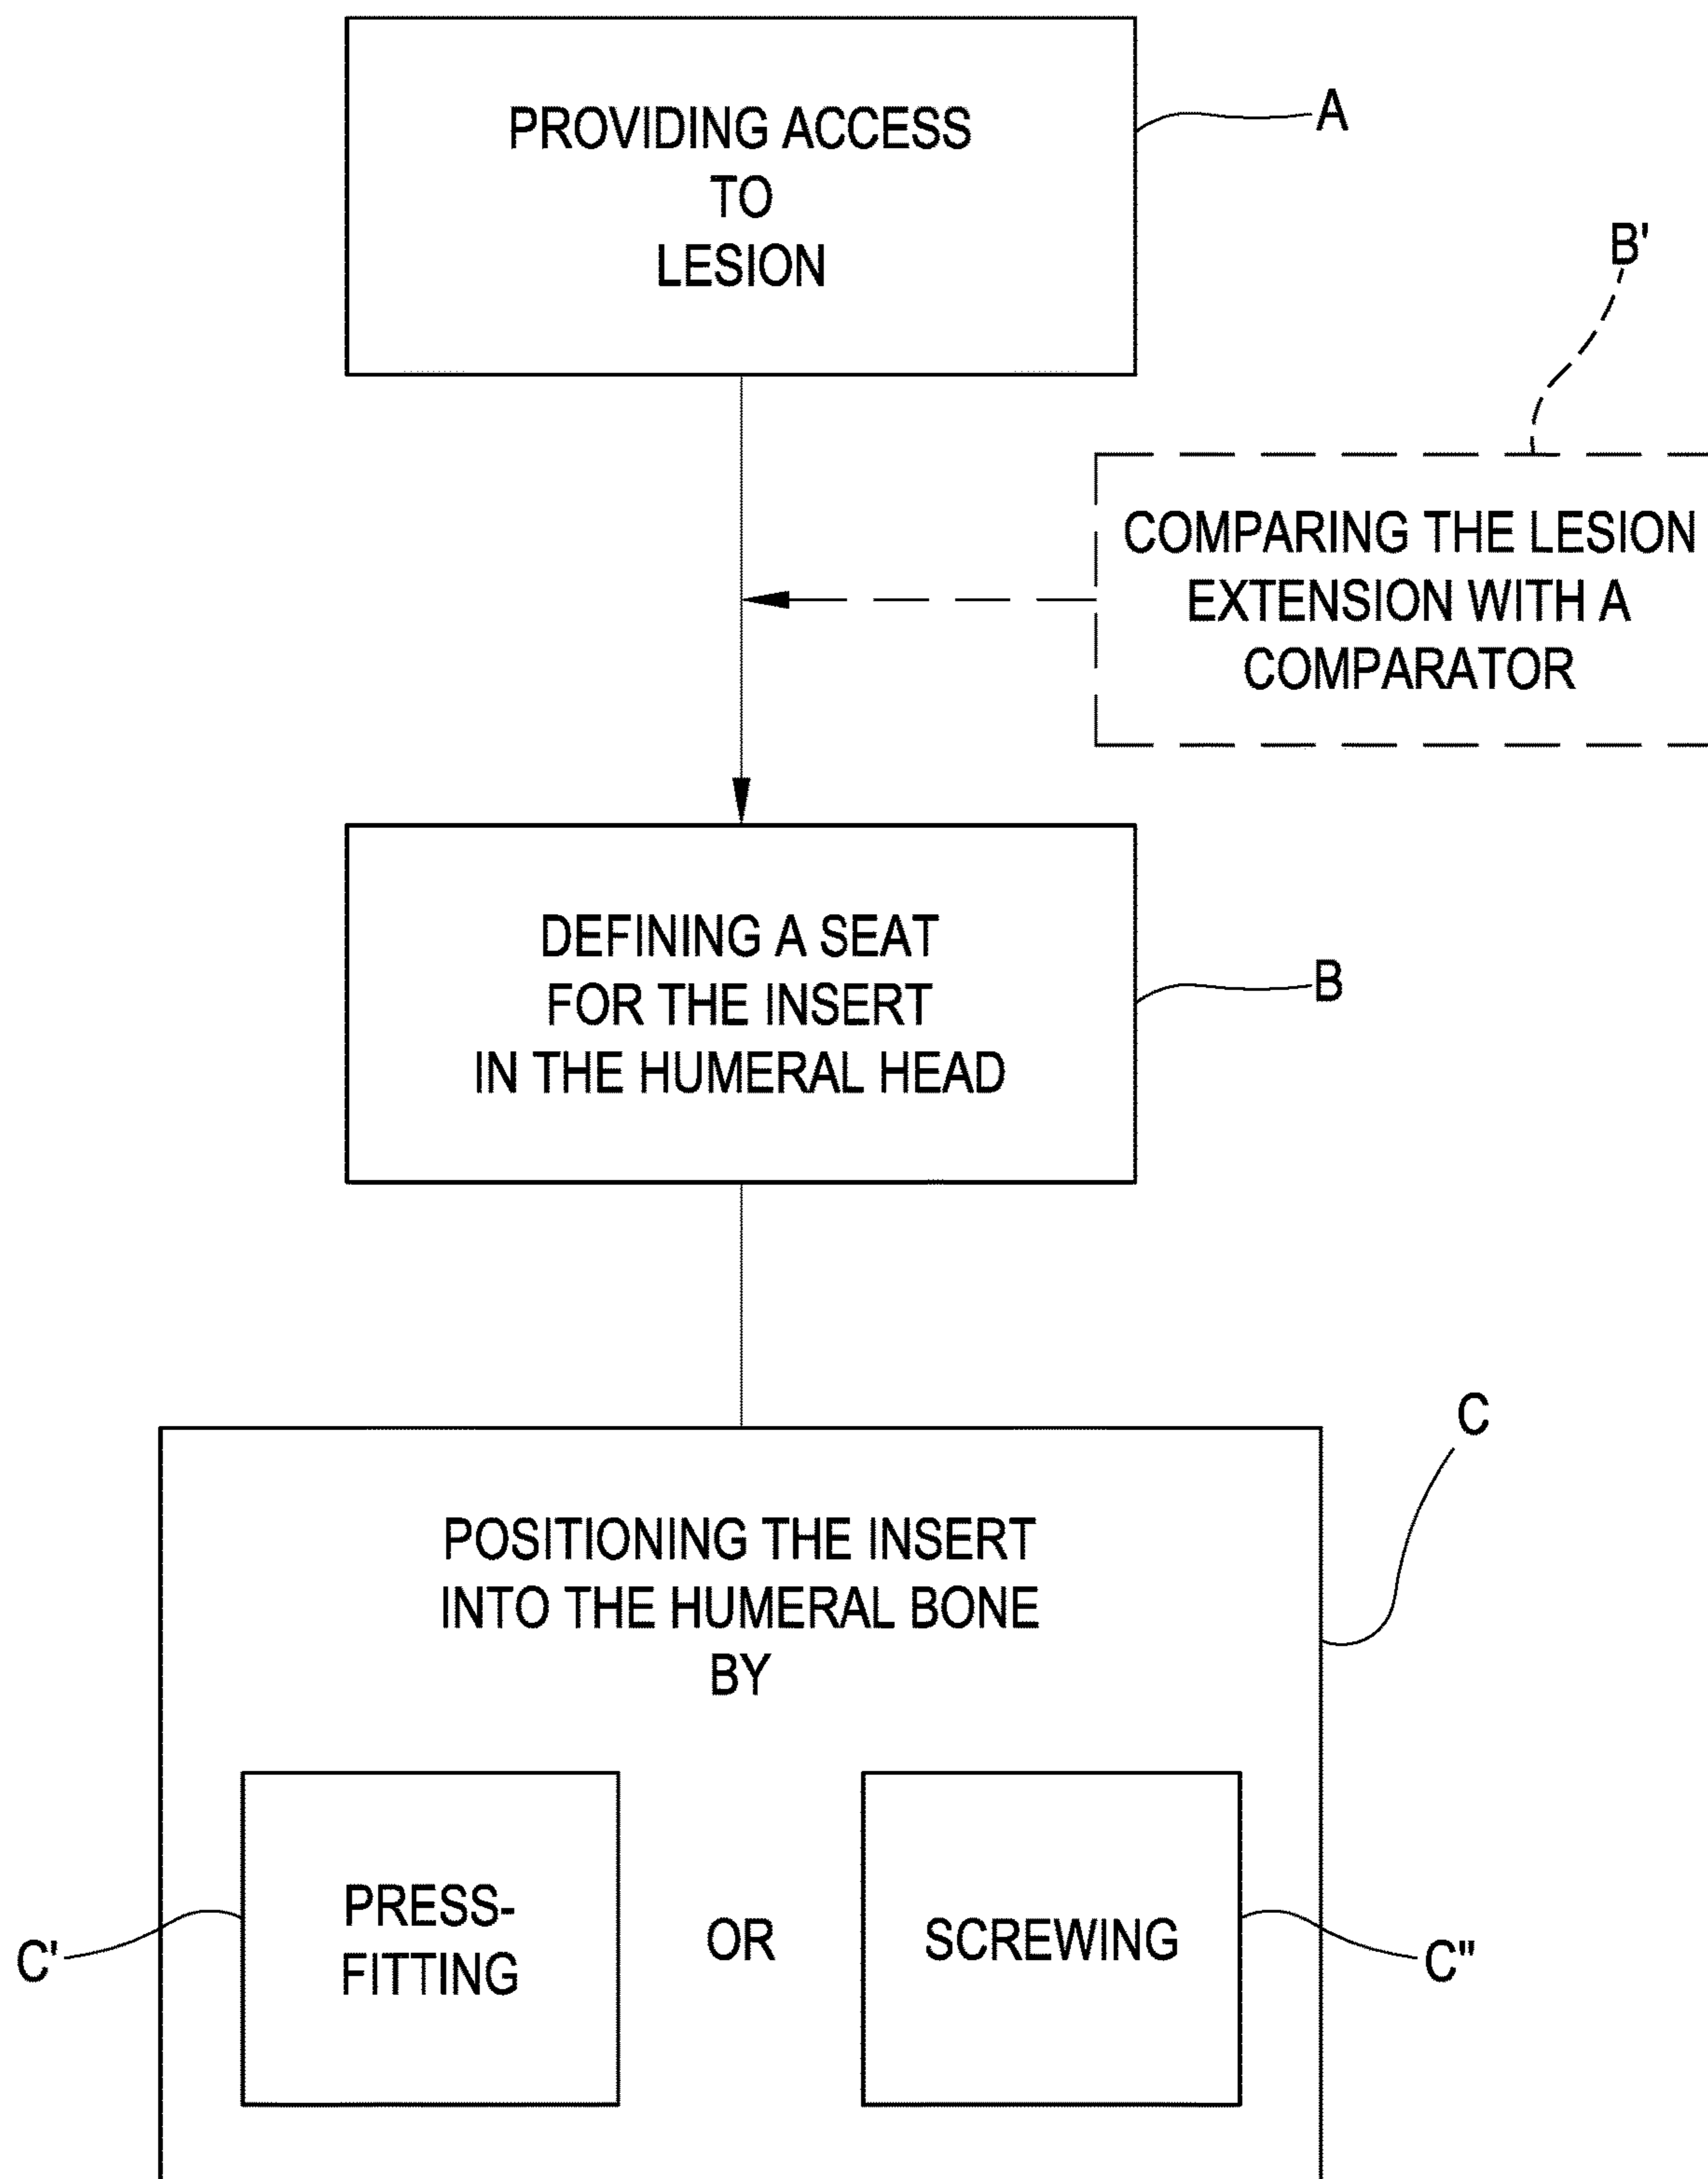 PROVIDING ACCESS
TO
LESION
A
B'
COMPARING THE LESION
EXTENSION WITH A
COMPARATOR
DEFINING A SEAT
FOR THE INSERT
IN THE HUMERAL HEAD
B
C
POSITIONING THE INSERT
INTO THE HUMERAL BONE
BY
PRESS-
FITTING
OR
SCREWING
C'
C"